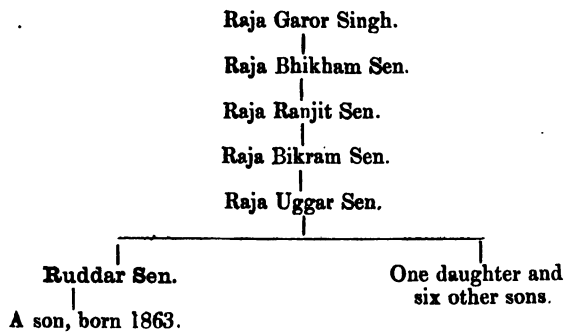 Raja Garor Singh.
Raja Bhikham Sen.
Raja Ranjit Sen.
Raja Bikram Sen.
Raja Uggar Sen.
Ruddar Sen.
One daughter and
six other sons.
A son, born 1863.